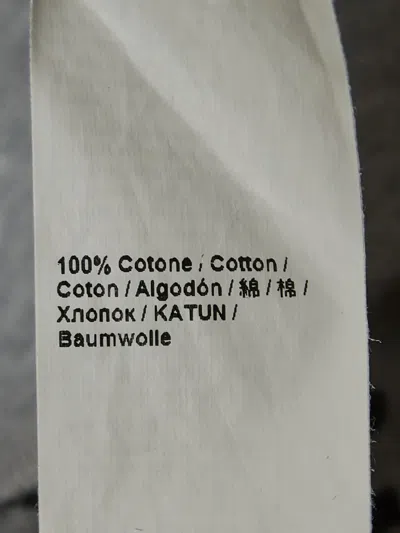 100% Cotone / Cotton /
Coton / Algodón / 綿 / 棉 /
Хлопок / KATUN /
Baumwolle